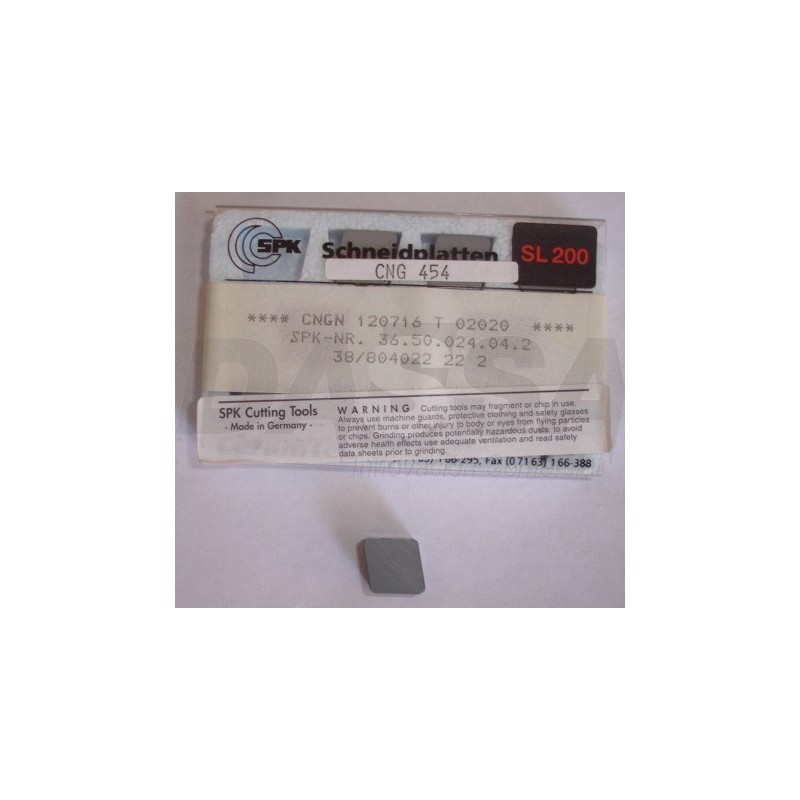 SPK Schneidplatten SL 200
CNG 454
**** CNGN 120716 T 02020 ****
SPK-NR. 36.50.024.04.2
38/804022 22 2
SPK Cutting Tools
- Made in Germany -
WARNING Cutting tools may fragment or chip in use.
Always use machine guards, protective clothing and safety glasses
to prevent burns or other injury to body or eyes from flying particles
or chips. Grinding produces potentially hazardous dusts; to avoid
adverse health effects use adequate ventilation and read safety
data sheets prior to grinding.
Fax (0 71 63) 1 66-388